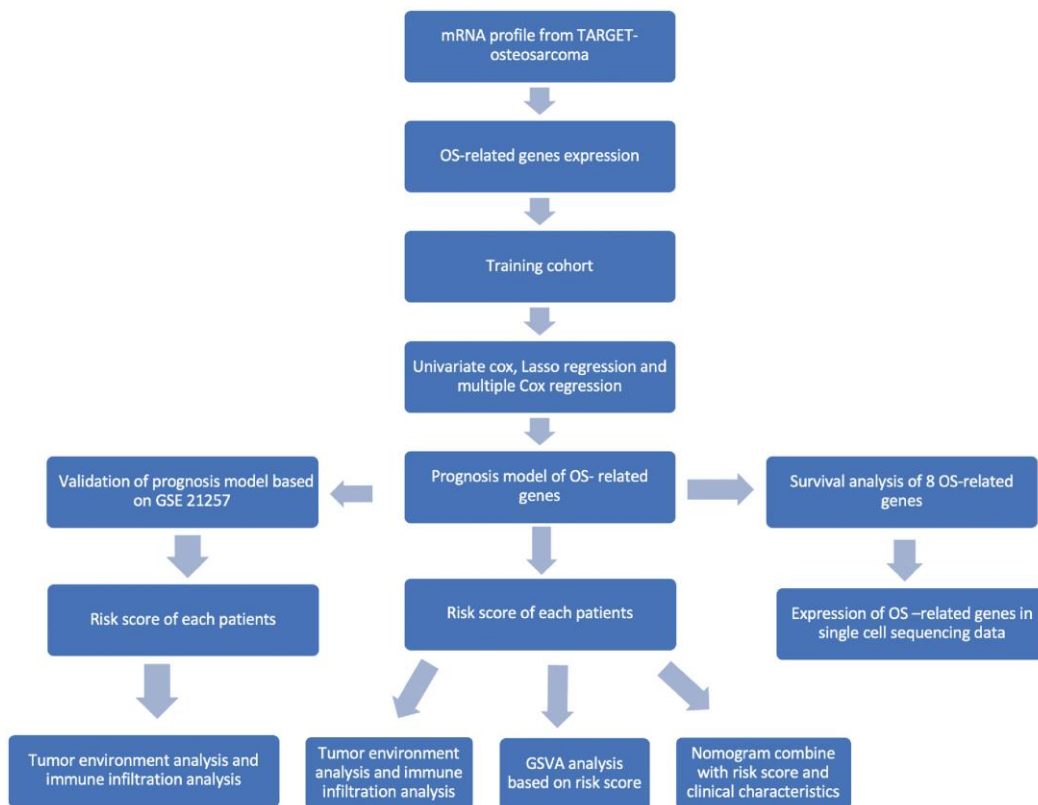 mRNA profile from TARGET-
osteosarcoma
OS-related genes expression
Training cohort
Univariate cox, Lasso regression and
multiple Cox regression
Validation of prognosis model based
on GSE 21257
Prognosis model of OS- related
genes
Survival analysis of 8 OS-related
genes
Risk score of each patients
Risk score of each patients
Expression of OS –related genes in
single cell sequencing data
Tumor environment analysis and
immune infiltration analysis
Tumor environment
analysis and immune
infiltration analysis
GSVA analysis
based on risk score
Nomogram combine
with risk score and
clinical characteristics